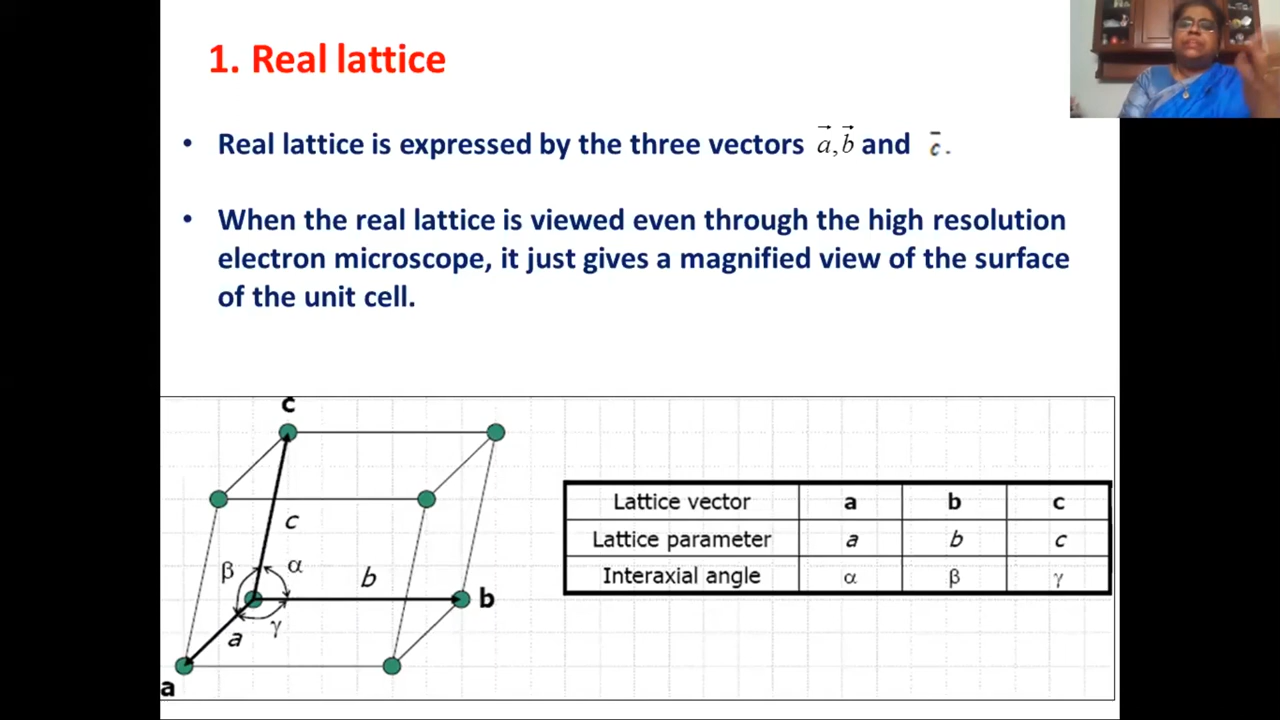 1. Real lattice
• Real lattice is expressed by the three vectors a, b and c.
• When the real lattice is viewed even through the high resolution
electron microscope, it just gives a magnified view of the surface
of the unit cell.
c
c
β
α
b
b
γ
a
a
Lattice vector a b c
Lattice parameter a b c
Interaxial angle α β γ